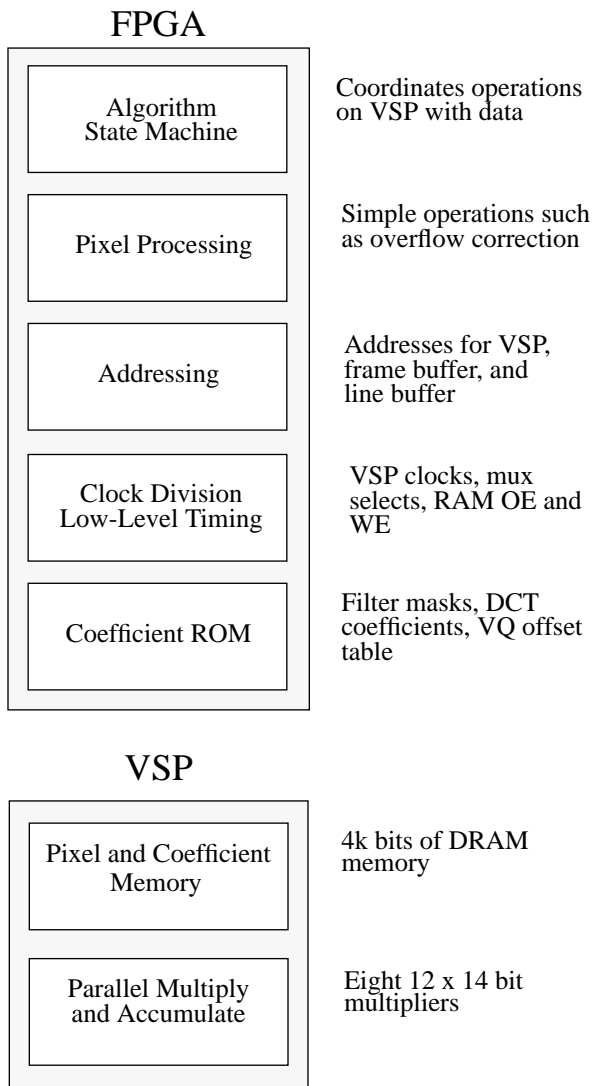 FPGA
Algorithm
State Machine
Coordinates operations
on VSP with data
Pixel Processing
Simple operations such
as overflow correction
Addressing
Addresses for VSP,
frame buffer, and
line buffer
Clock Division
Low-Level Timing
VSP clocks, mux
selects, RAM OE and
WE
Coefficient ROM
Filter masks, DCT
coefficients, VQ offset
table
VSP
Pixel and Coefficient
Memory
4k bits of DRAM
memory
Parallel Multiply
and Accumulate
Eight 12 x 14 bit
multipliers